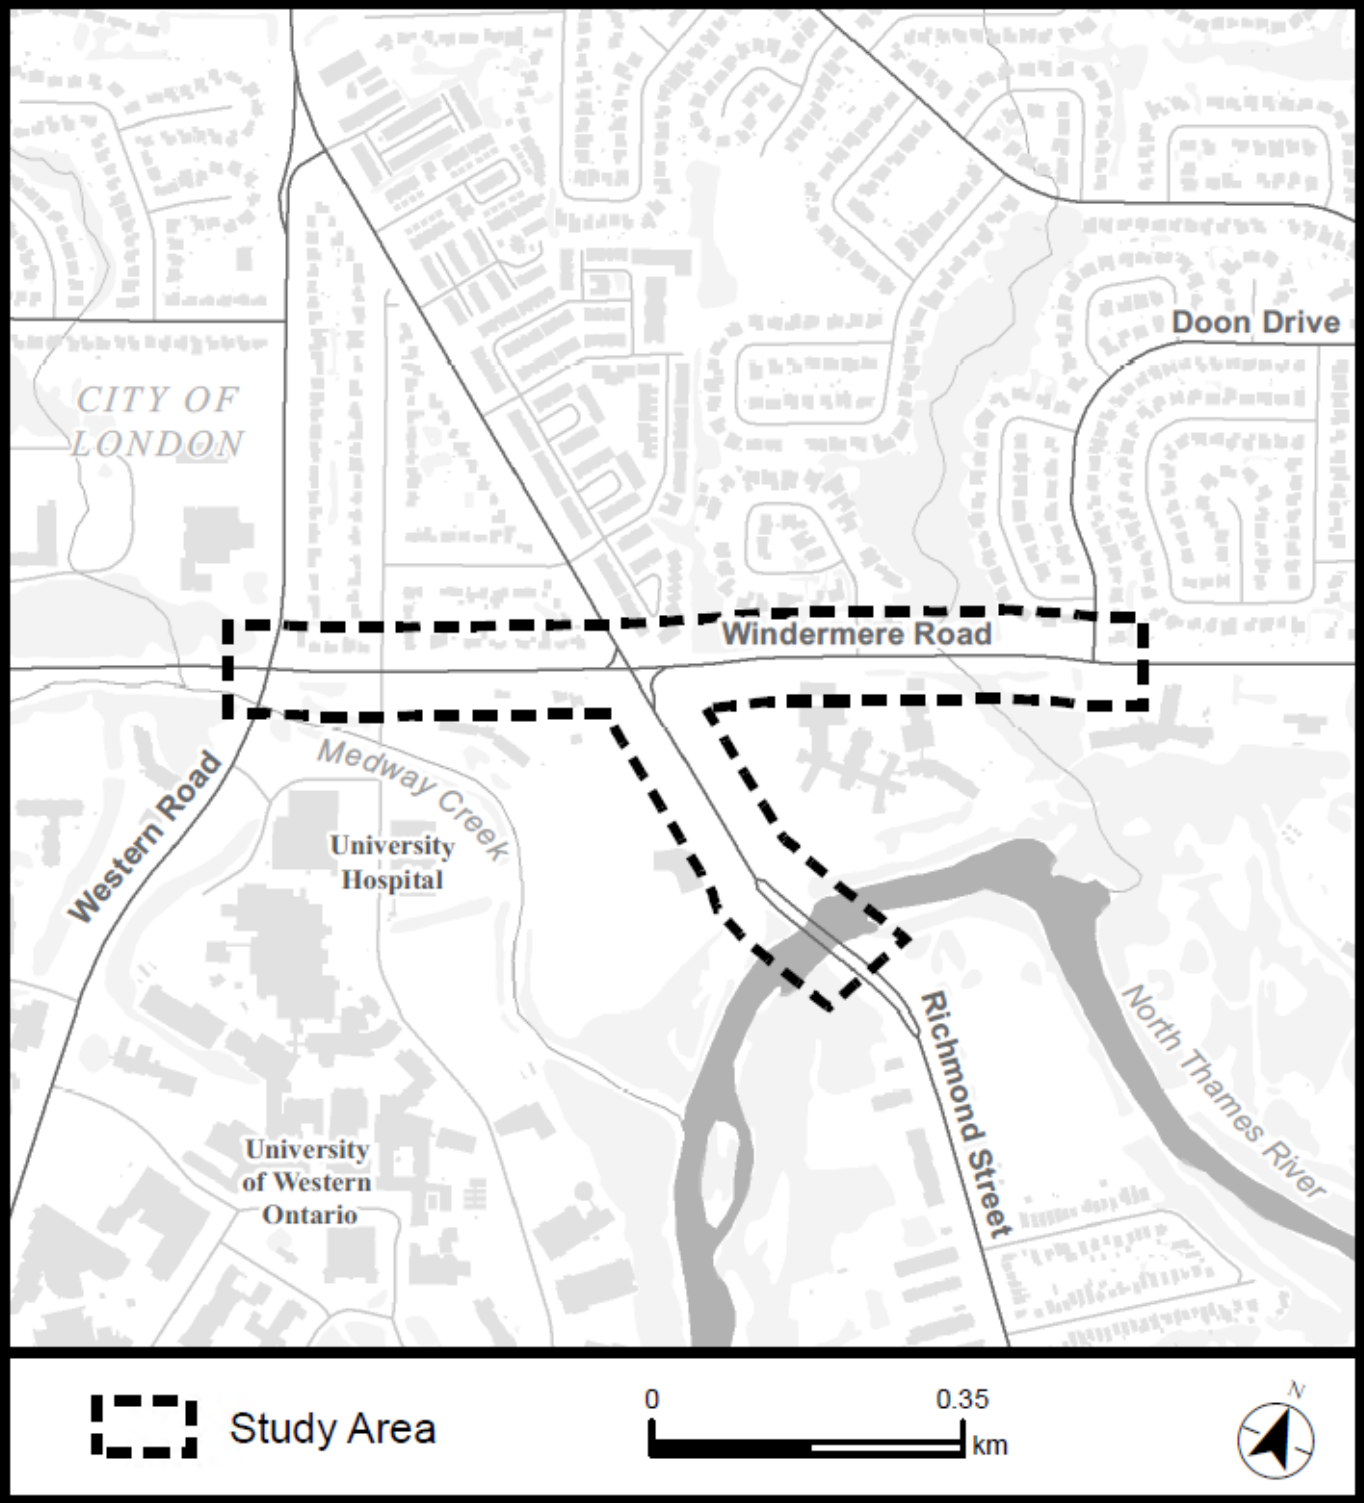 Doon Drive
CITY OF
LONDON
Windermere Road
Medway Creek
Western Road
University
Hospital
North Thames River
Richmond Street
University
of Western
Ontario
Study Area
0
0.35
km
N